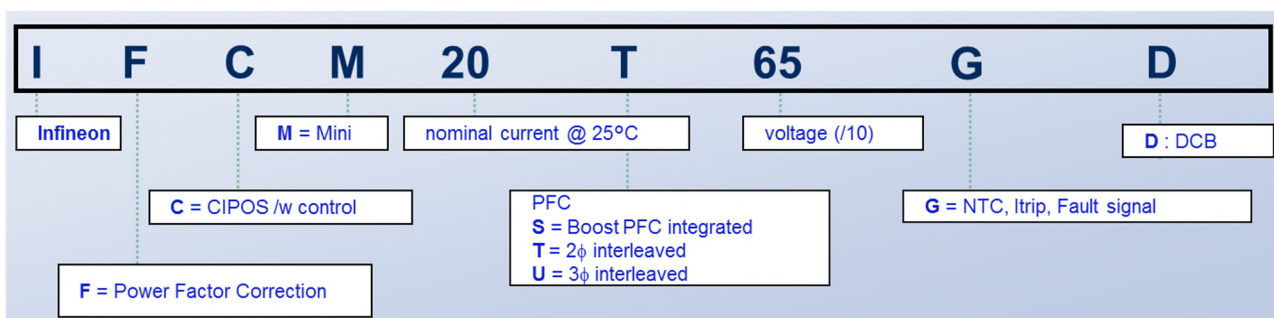 I F C M 20 T 65 G D
Infineon
M = Mini
nominal current @ 25°C
voltage (/10)
D : DCB
C = CIPOS /w control
PFC
S = Boost PFC integrated
T = 2ϕ interleaved
U = 3ϕ interleaved
G = NTC, Itrip, Fault signal
F = Power Factor Correction